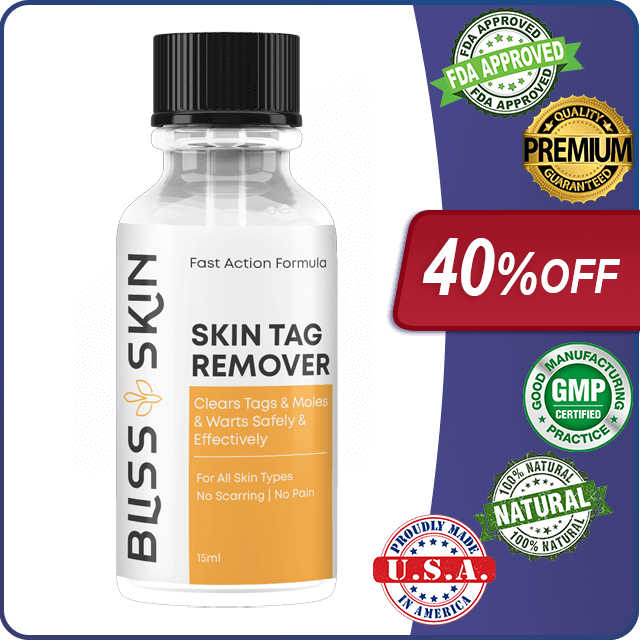 BLISS SKIN
Fast Action Formula
SKIN TAG
REMOVER
Clears Tags & Moles
& Warts Safely &
Effectively
For All Skin Types
No Scarring | No Pain
15ml
FDA APPROVED
FDA APPROVED
FDA APPROVED
QUALITY
PREMIUM
GUARANTEED
40%OFF
GOOD MANUFACTURING
GMP
CERTIFIED
PRACTICE
100% NATURAL
NATURAL
100% NATURAL
PROUDLY MADE
U.S.A.
IN AMERICA